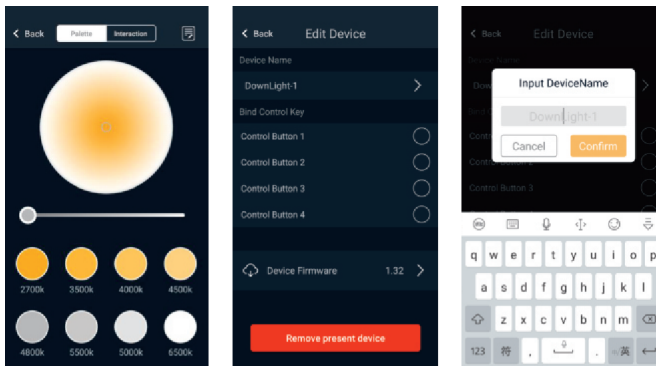 Back
Palette
Interaction
2700k 3500k 4000k 4500k
4800k 5500k 5000k 6500k
Back
Edit Device
Device Name
DownLight-1
Bind Control Key
Control Button 1
Control Button 2
Control Button 3
Control Button 4
Device Firmware 1.32
Remove present device
Back
Edit Device
Device Name
Input DeviceName
DownLight-1
Cancel Confirm
Control Button 3
q w e r t y u i o p
a s d f g h j k l
z x c v b n m
123 符 , . 英